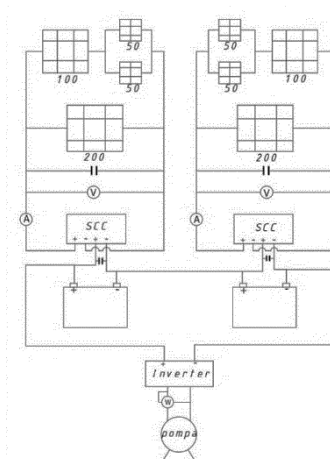 50 50
100 100
50 50
200 200
V V
A A
SCC SCC
+ - + - + - + -
+ - + -
+ -
Inverter
W
pompa